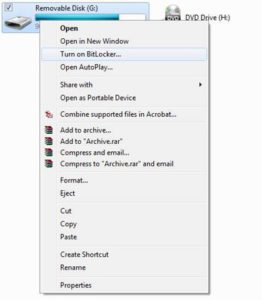 Removable Disk (G:)
DVD Drive (H:)
Open
Open in New Window
Turn on BitLocker...
Open AutoPlay...
Share with
Open as Portable Device
Combine supported files in Acrobat...
Add to archive...
Add to "Archive.rar"
Compress and email...
Compress to "Archive.rar" and email
Format...
Eject
Cut
Copy
Paste
Create Shortcut
Rename
Properties